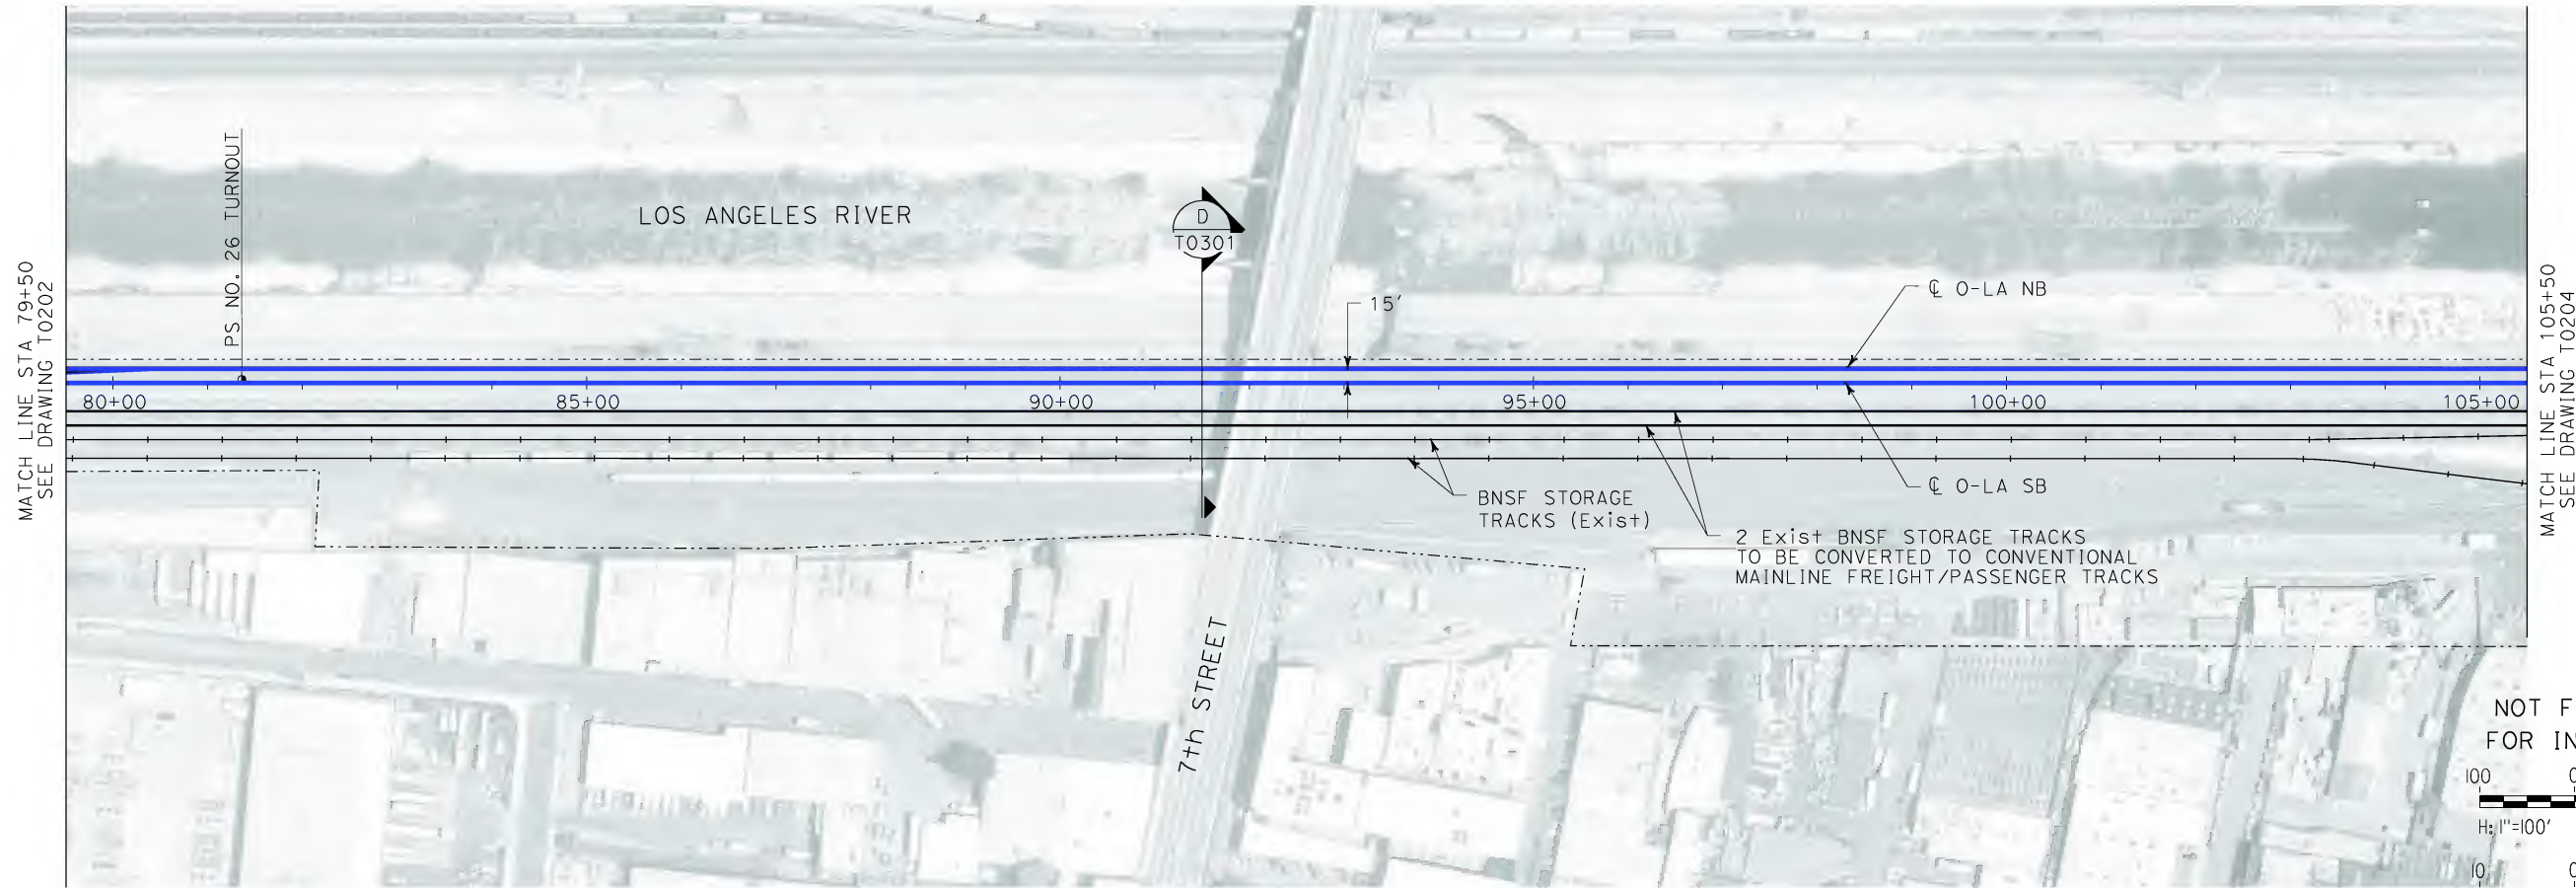 MATCH LINE STA 79+50
SEE DRAWING T0202
PS NO. 26 TURNOUT
LOS ANGELES RIVER
D
T0301
15'
℄ O-LA NB
80+00
85+00
90+00
95+00
100+00
105+00
℄ O-LA SB
BNSF STORAGE
TRACKS (Exist)
2 Exist BNSF STORAGE TRACKS
TO BE CONVERTED TO CONVENTIONAL
MAINLINE FREIGHT/PASSENGER TRACKS
7th STREET
MATCH LINE STA 105+50
SEE DRAWING T0204
NOT F
FOR IN
100 0
H: 1"=100'
10 0